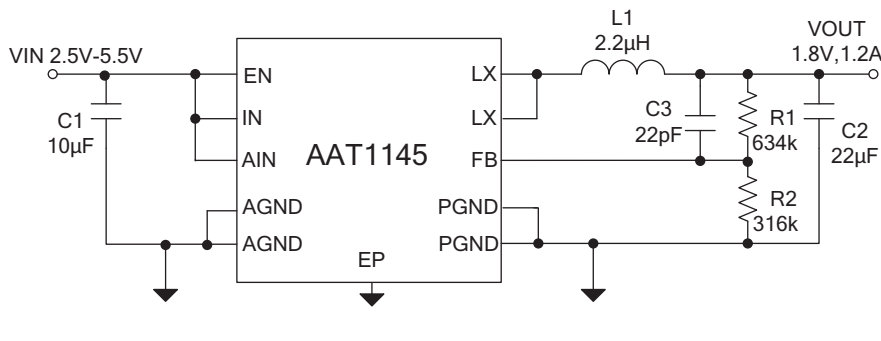 VIN 2.5V-5.5V
C1
10µF
EN
IN
AIN
AGND
AGND
AAT1145
EP
LX
LX
FB
PGND
PGND
L1
2.2µH
C3
22pF
R1
634k
R2
316k
VOUT
1.8V,1.2A
C2
22µF